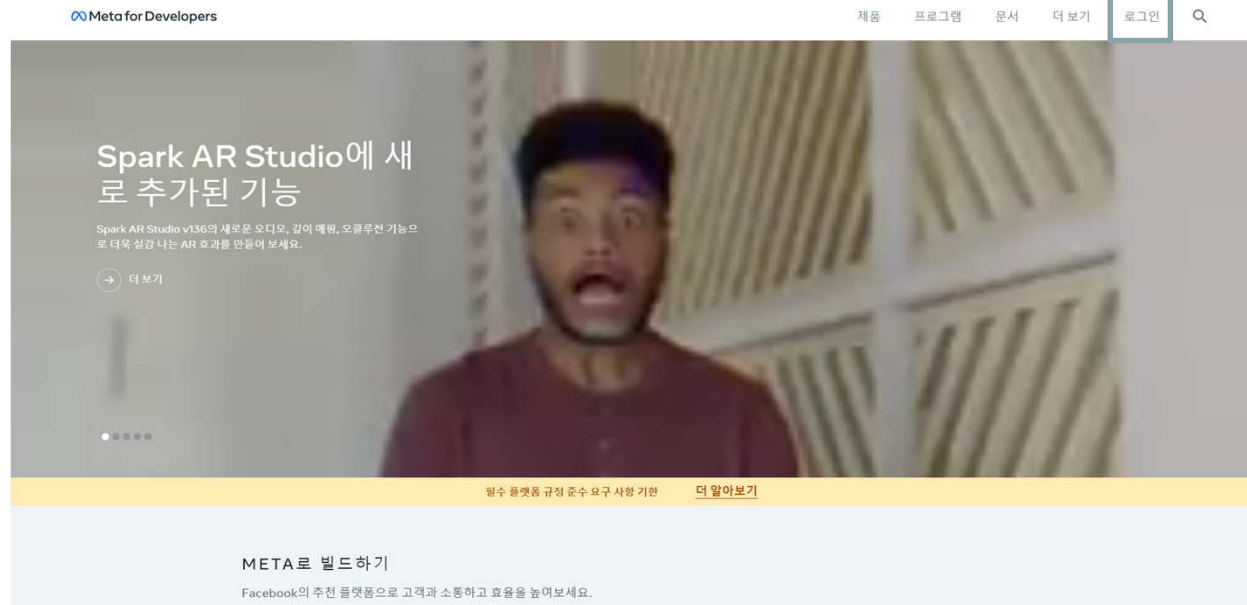 Meta for Developers
제품 프로그램 문서 더 보기 로그인
Spark AR Studio에 새
로 추가된 기능
Spark AR Studio v136의 새로운 오디오, 깊이 매핑, 오클루전 기능으
로 더욱 실감 나는 AR 효과를 만들어 보세요.
더 보기
필수 플랫폼 규정 준수 요구 사항 기한 더 알아보기
META로 빌드하기
Facebook의 추천 플랫폼으로 고객과 소통하고 효율을 높여보세요.